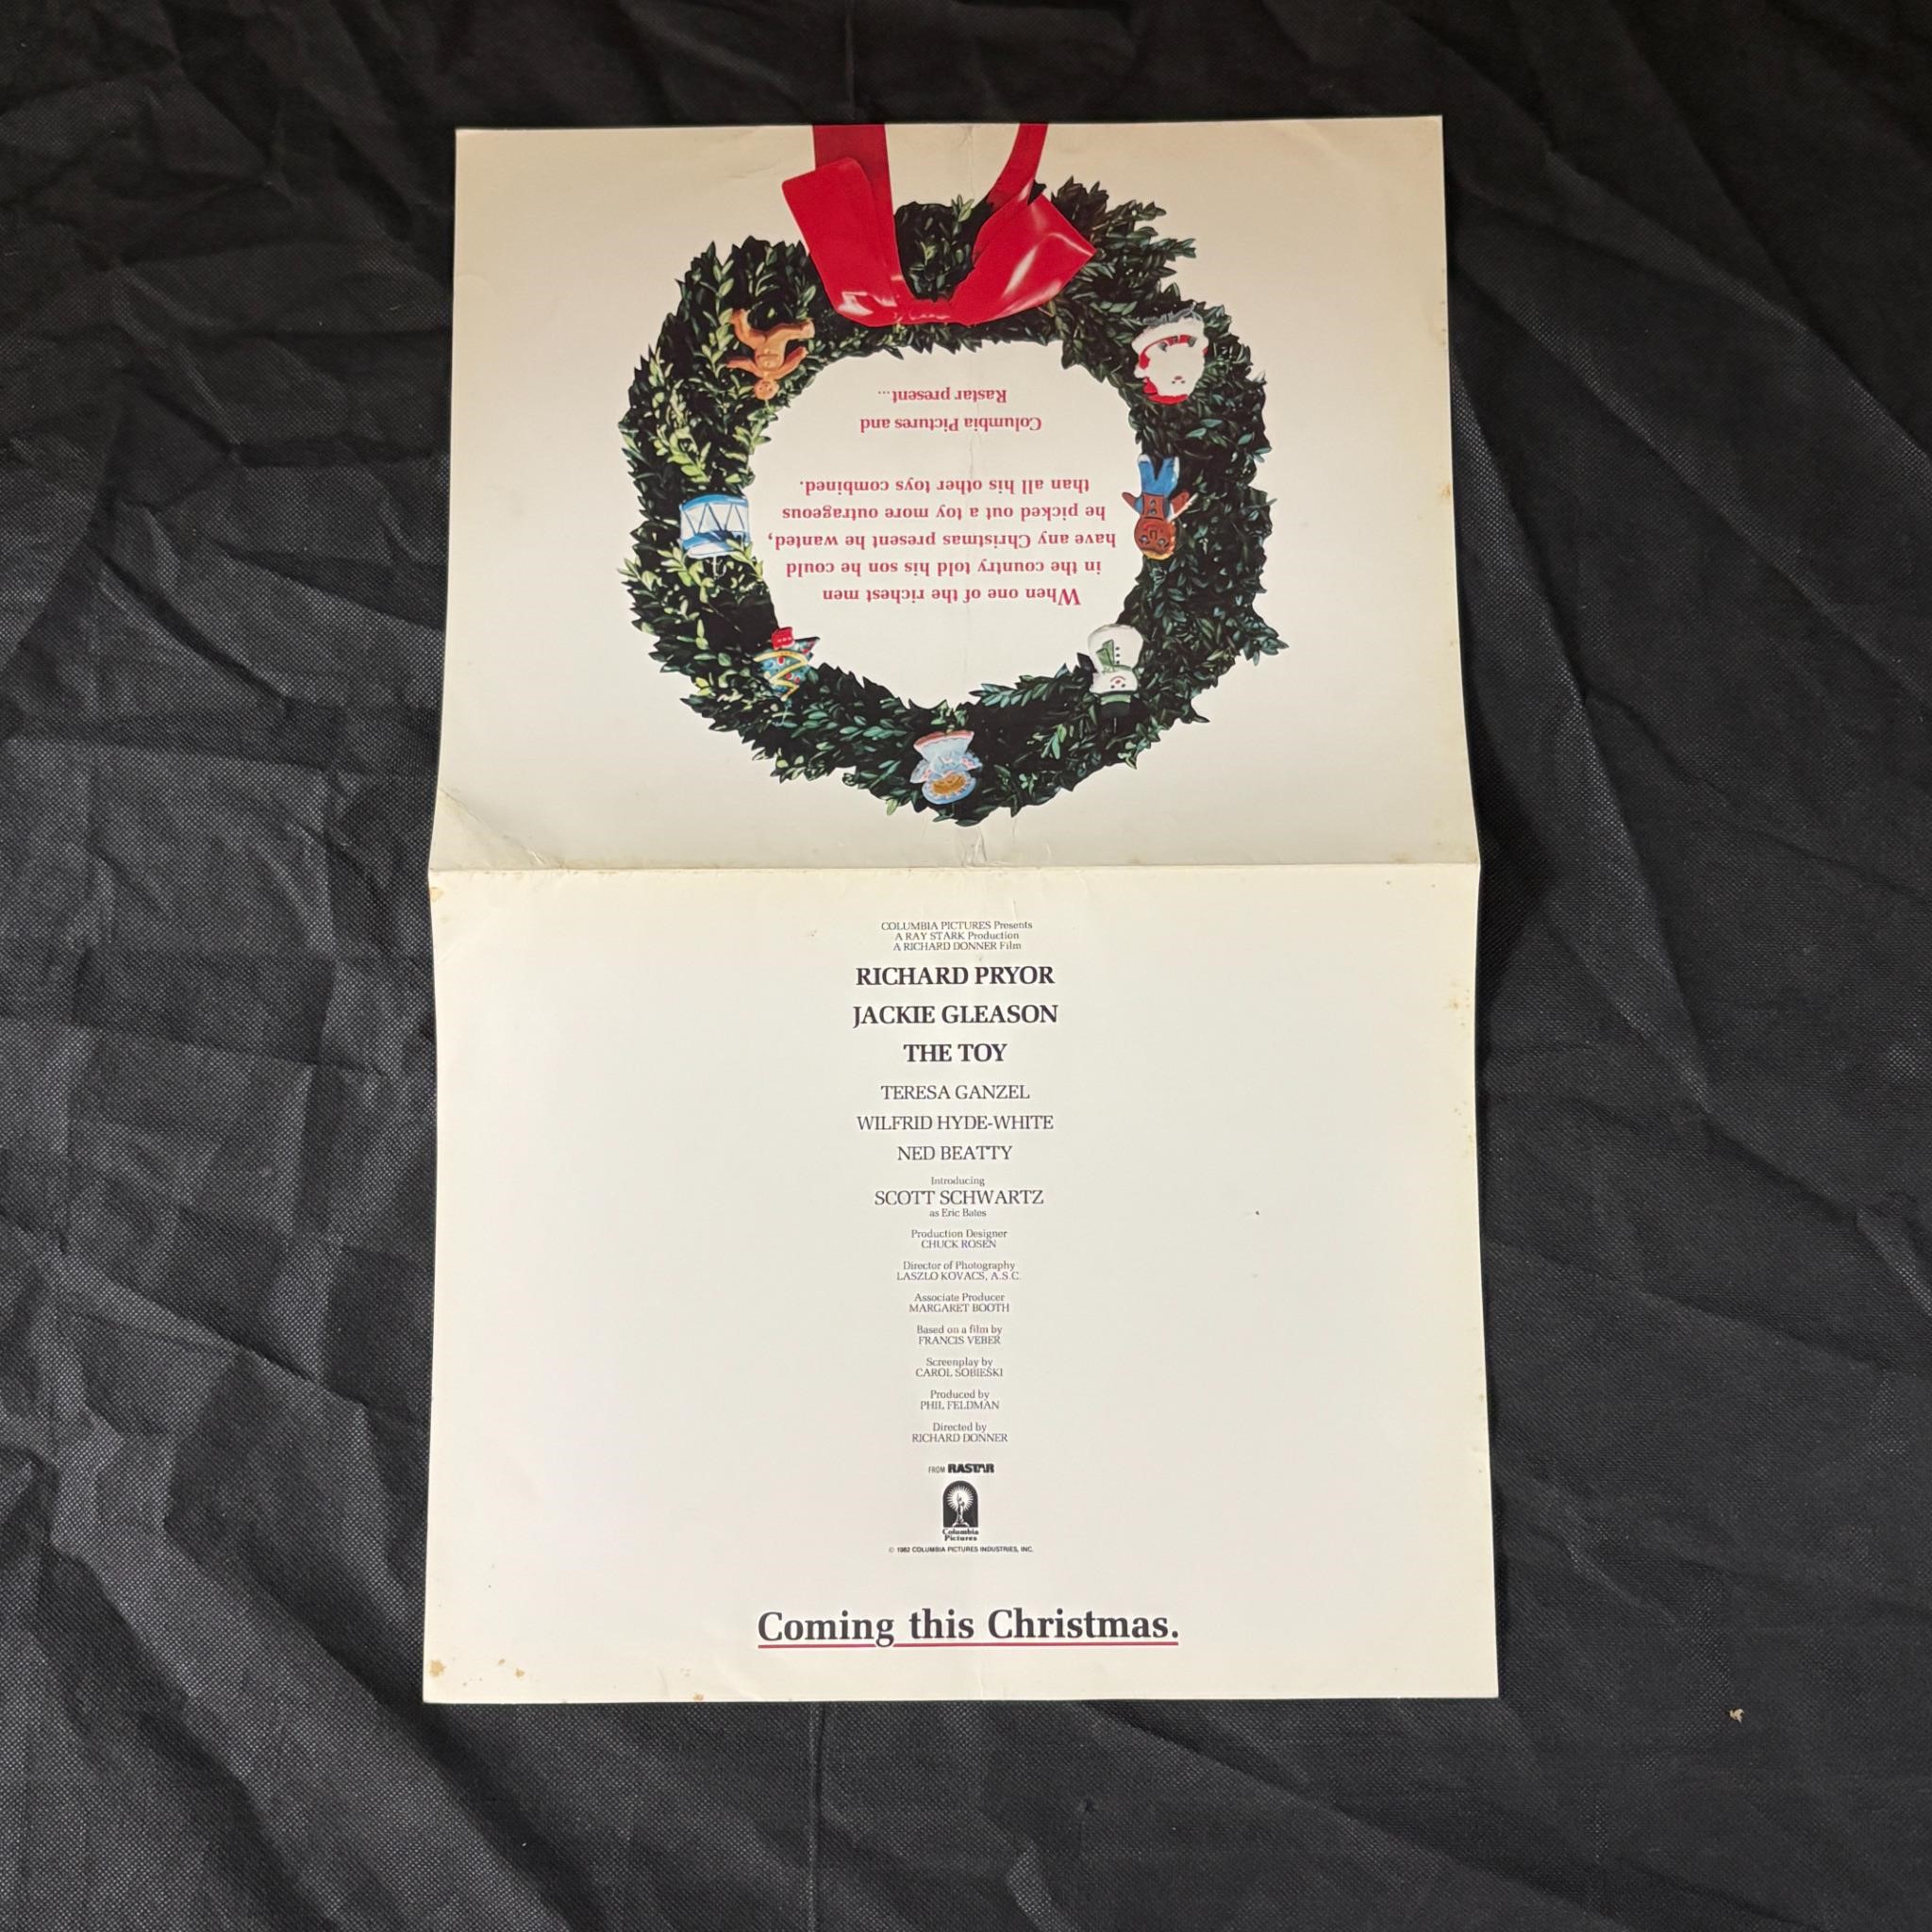 When one of the richest men
in the country told his son he could
have any Christmas present he wanted,
he picked out a toy more outrageous
than all his other toys combined.
Columbia Pictures and
Rastar present...
COLUMBIA PICTURES Presents
A RAY STARK Production
A RICHARD DONNER Film
RICHARD PRYOR
JACKIE GLEASON
THE TOY
TERESA GANZEL
WILFRID HYDE-WHITE
NED BEATTY
Introducing
SCOTT SCHWARTZ
as Eric Bates
Production Designer
CHUCK ROSEN
Director of Photography
LASZLO KOVACS, A.S.C.
Associate Producer
MARGARET BOOTH
Based on a film by
FRANCIS VEBER
Screenplay by
CAROL SOBIESKI
Produced by
PHIL FELDMAN
Directed by
RICHARD DONNER
FROM RASTAR
Columbia
Pictures
© 1982 COLUMBIA PICTURES INDUSTRIES, INC.
Coming this Christmas.